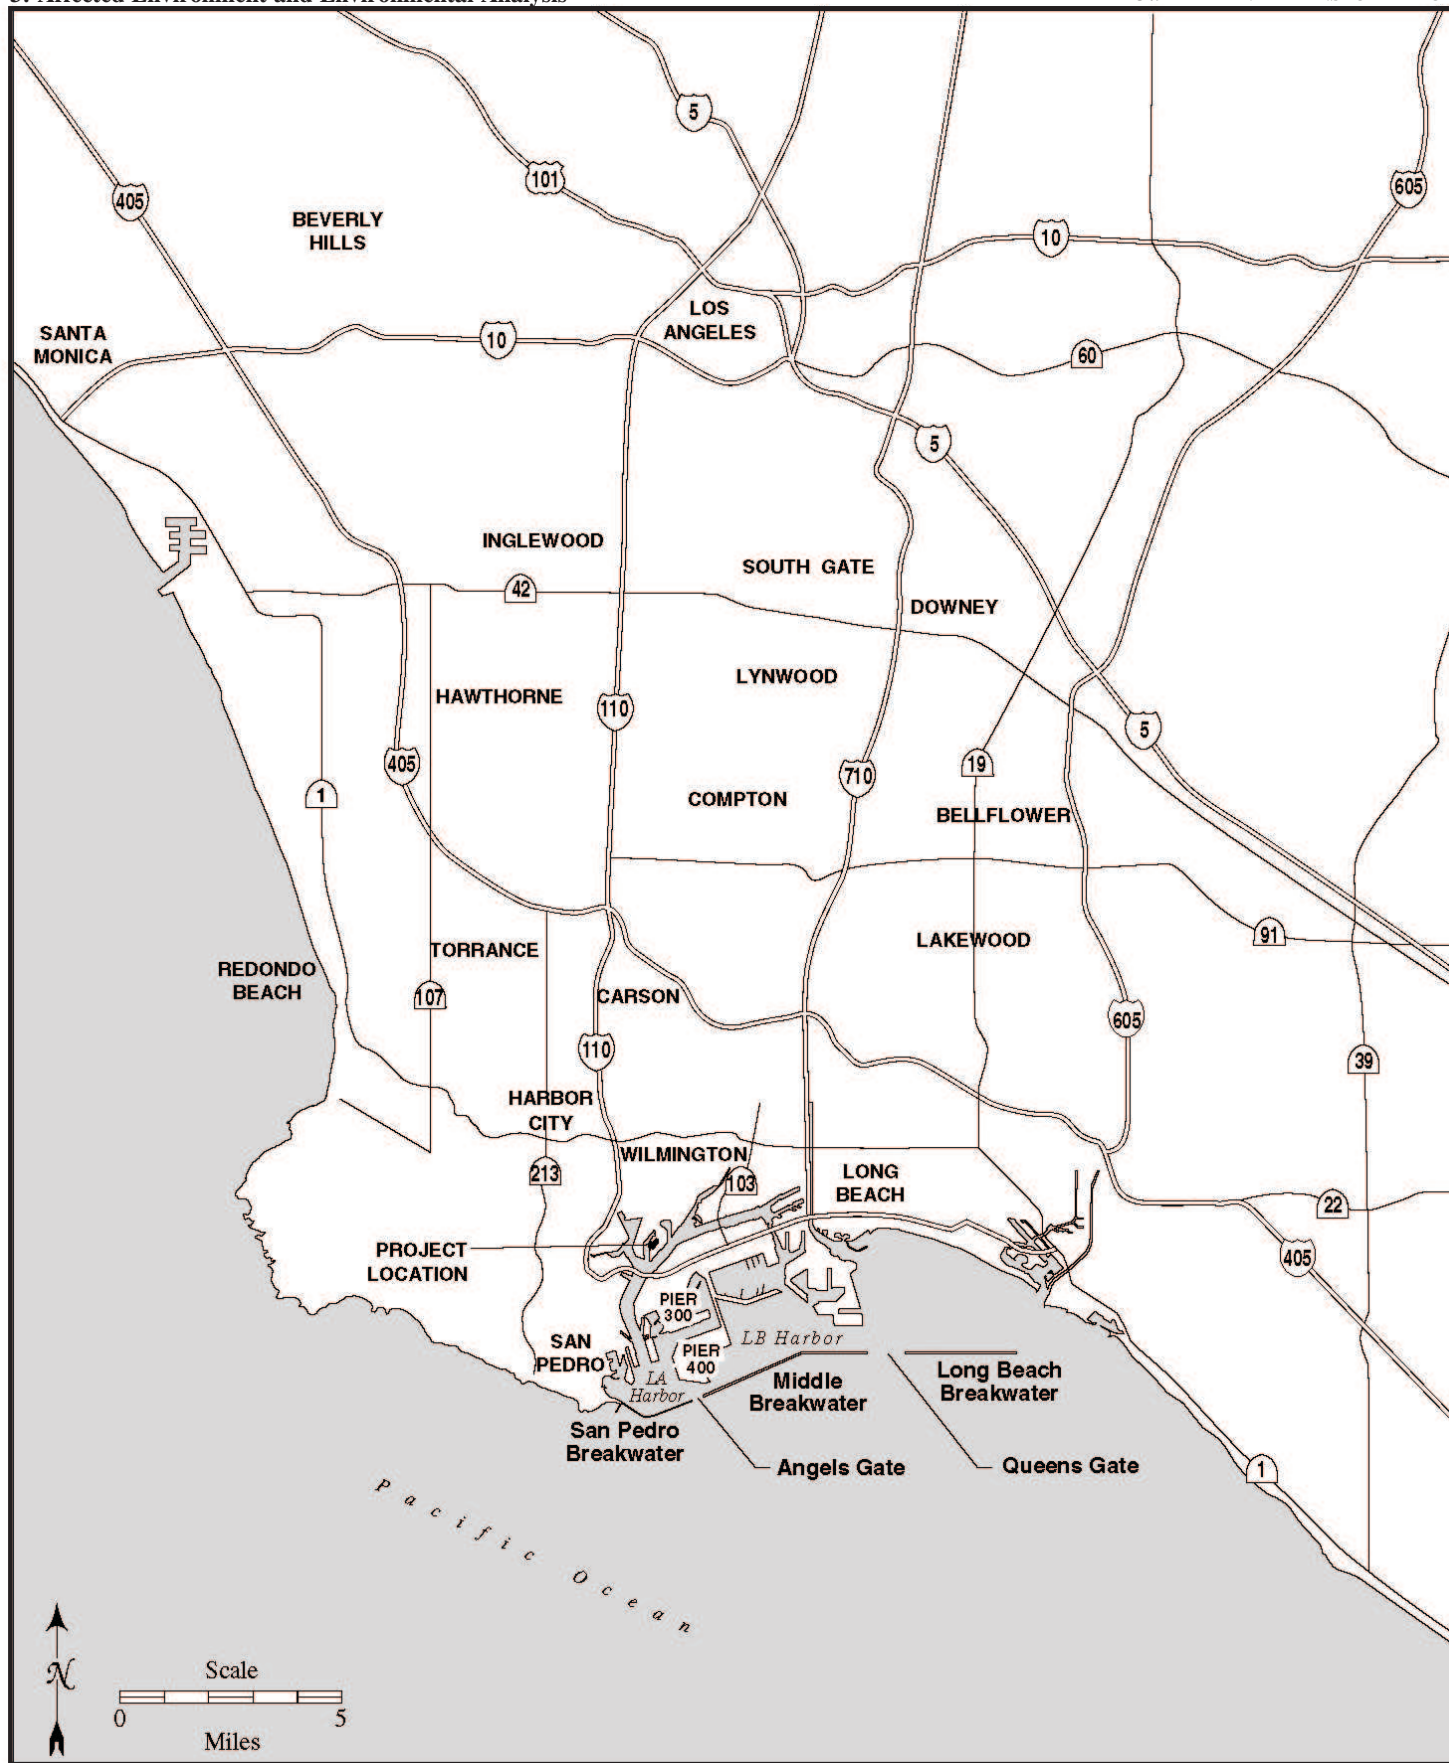 5
101
405
605
BEVERLY
HILLS
10
LOS
ANGELES
SANTA
MONICA
10
60
5
INGLEWOOD
SOUTH GATE
42
DOWNEY
LYNWOOD
HAWTHORNE
110
5
405
710
19
1
COMPTON
BELLFLOWER
91
LAKEWOOD
TORRANCE
REDONDO
BEACH
107
CARSON
605
110
39
HARBOR
CITY
WILMINGTON
213
103
LONG
BEACH
22
PROJECT
LOCATION
405
PIER
300
LB Harbor
SAN
PEDRO
PIER
400
LA
Harbor
Middle
Breakwater
Long Beach
Breakwater
San Pedro
Breakwater
Angels Gate
Queens Gate
1
Pacific Ocean
N
Scale
0 5
Miles